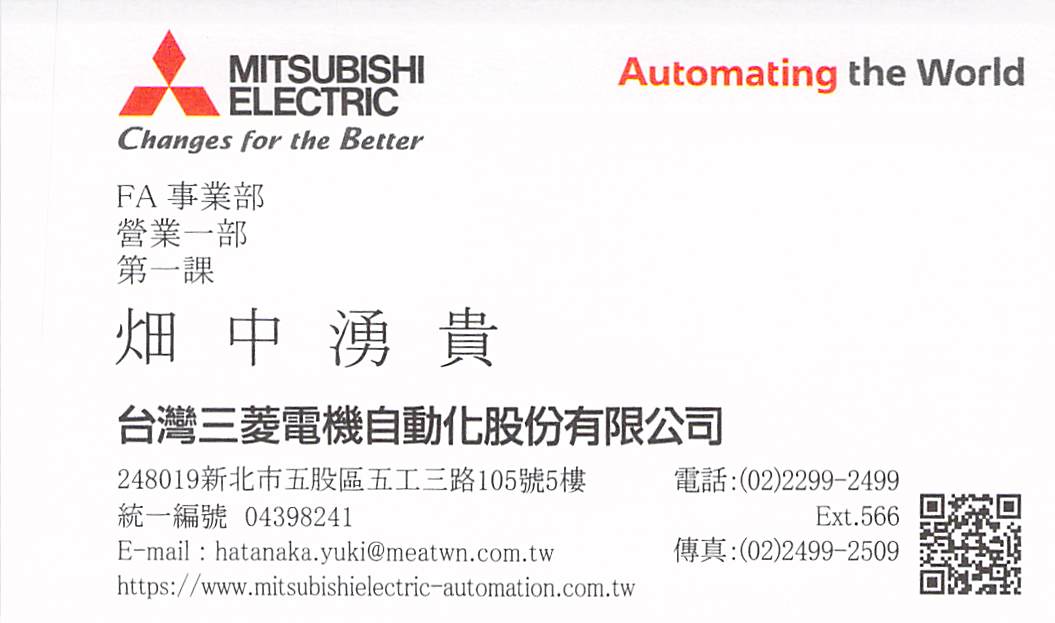 MITSUBISHI
ELECTRIC
Changes for the Better
Automating the World
FA 事業部
營業一部
第一課
畑中湧貴
台灣三菱電機自動化股份有限公司
248019新北市五股區五工三路105號5樓
統一編號 04398241
E-mail : hatanaka.yuki@meatwn.com.tw
https://www.mitsubishielectric-automation.com.tw
電話:(02)2299-2499
Ext.566
傳真:(02)2499-2509